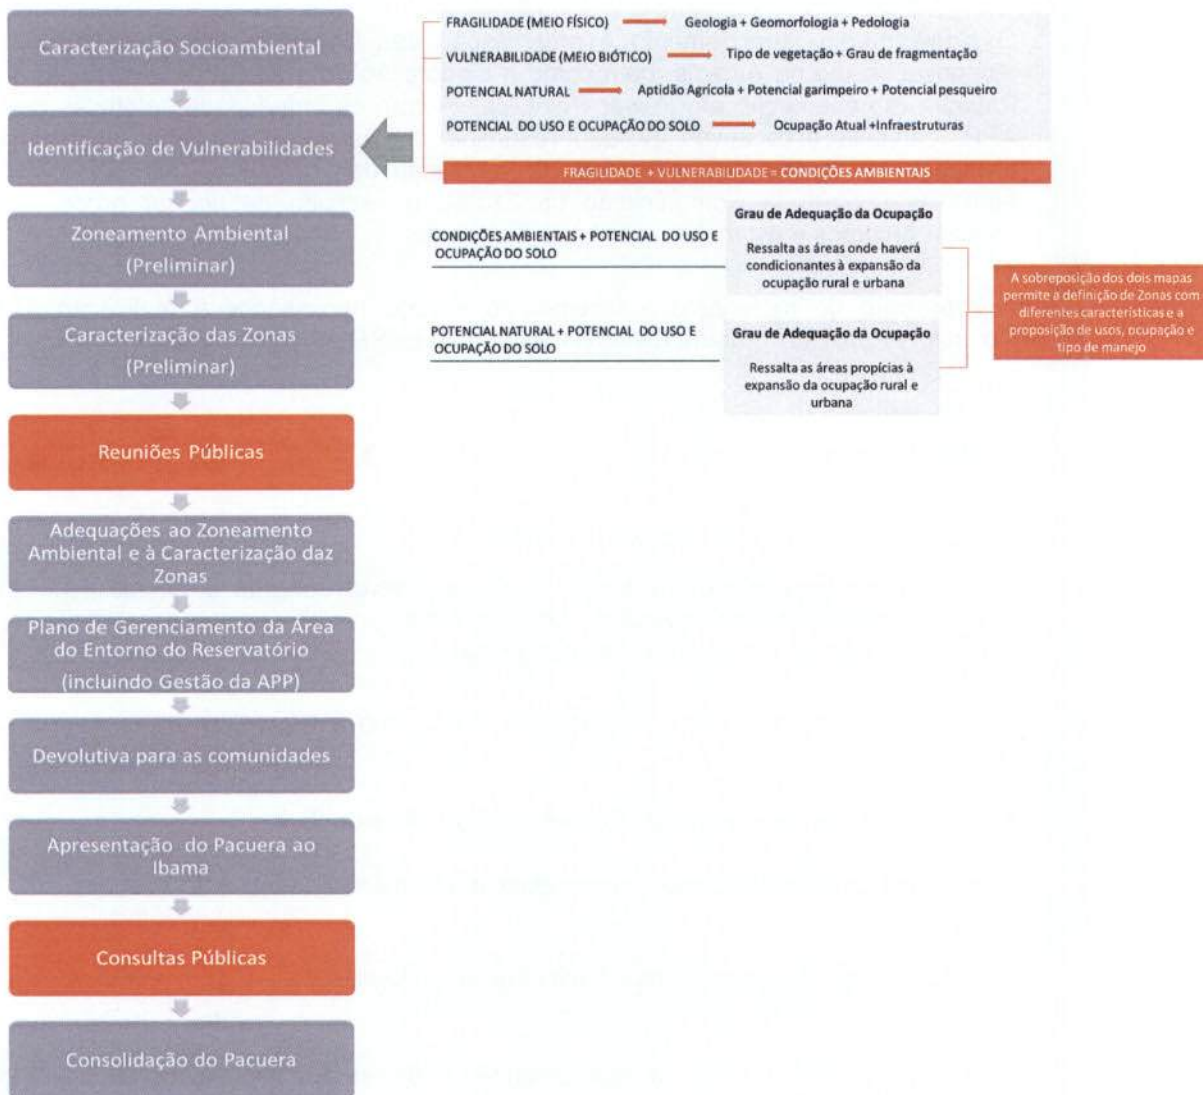 Caracterização Socioambiental
Identificação de Vulnerabilidades
Zoneamento Ambiental
(Preliminar)
Caracterização das Zonas
(Preliminar)
Reuniões Públicas
Adequações ao Zoneamento
Ambiental e à Caracterização daz
Zonas
Plano de Gerenciamento da Área
do Entorno do Reservatório
(incluindo Gestão da APP)
Devolutiva para as comunidades
Apresentação do Pacuera ao
Ibama
Consultas Públicas
Consolidação do Pacuera
FRAGILIDADE (MEIO FÍSICO) Geologia + Geomorfologia + Pedologia
VULNERABILIDADE (MEIO BIÓTICO) Tipo de vegetação + Grau de fragmentação
POTENCIAL NATURAL Aptidão Agrícola + Potencial garimpeiro + Potencial pesqueiro
POTENCIAL DO USO E OCUPAÇÃO DO SOLO Ocupação Atual +Infraestruturas
FRAGILIDADE + VULNERABILIDADE = CONDIÇÕES AMBIENTAIS
CONDIÇÕES AMBIENTAIS + POTENCIAL DO USO E
OCUPAÇÃO DO SOLO
Grau de Adequação da Ocupação
Ressalta as áreas onde haverá
condicionantes à expansão da
ocupação rural e urbana
POTENCIAL NATURAL + POTENCIAL DO USO E
OCUPAÇÃO DO SOLO
Grau de Adequação da Ocupação
Ressalta as áreas propícias à
expansão da ocupação rural e
urbana
A sobreposição dos dois mapas
permite a definição de Zonas com
diferentes características e a
proposição de usos, ocupação e
tipo de manejo